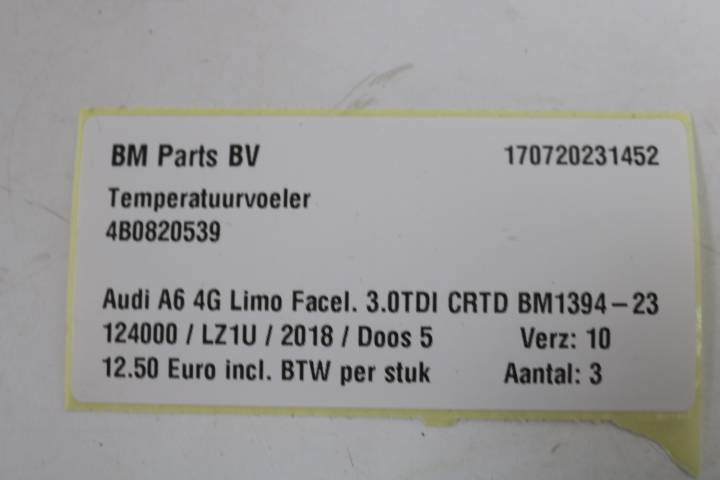 BM Parts BV 170720231452
Temperatuurvoeler
4B0820539
Audi A6 4G Limo Facel. 3.0TDI CRTD BM1394-23
124000 / LZ1U / 2018 / Doos 5 Verz: 10
12.50 Euro incl. BTW per stuk Aantal: 3